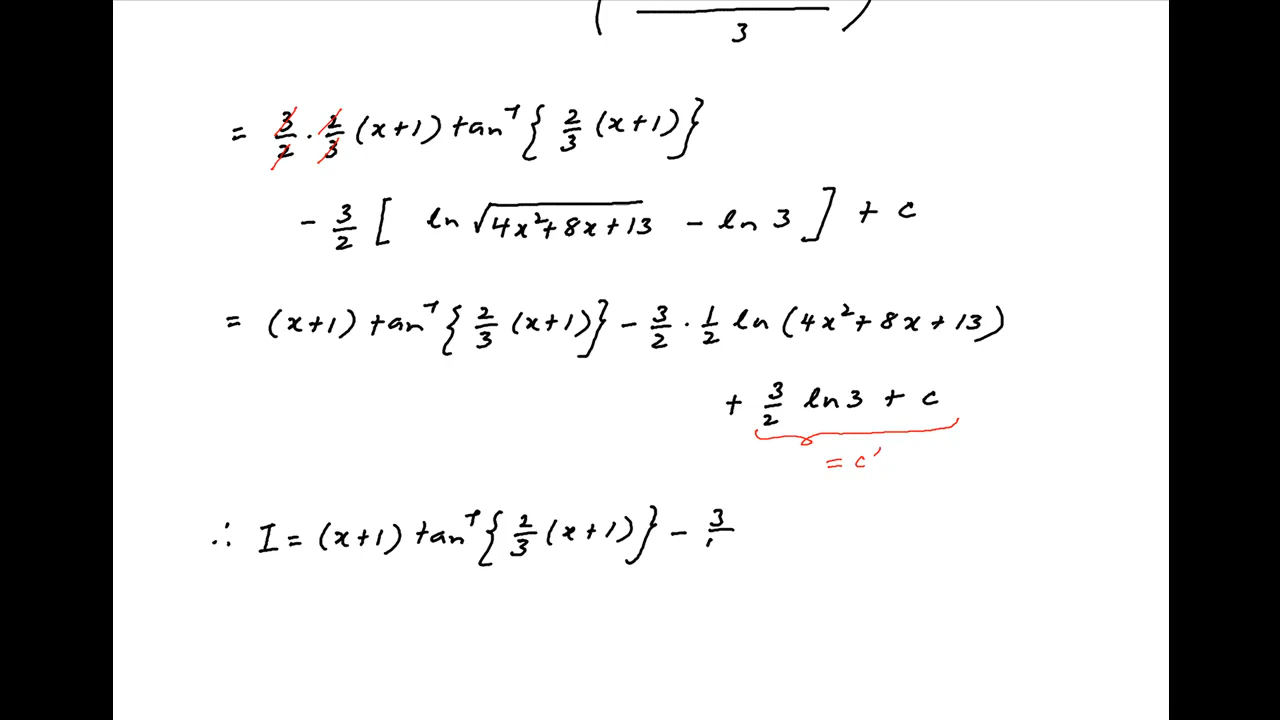 3
= 3/2 · 2/3 (x+1) tan⁻¹ { 2/3 (x+1) }
- 3/2 [ ln √(4x²+8x+13) - ln 3 ] + c
= (x+1) tan⁻¹ { 2/3 (x+1) } - 3/2 · 1/2 ln (4x²+8x+13)
+ 3/2 ln 3 + c
= c'
∴ I = (x+1) tan⁻¹ { 2/3 (x+1) } - 3/